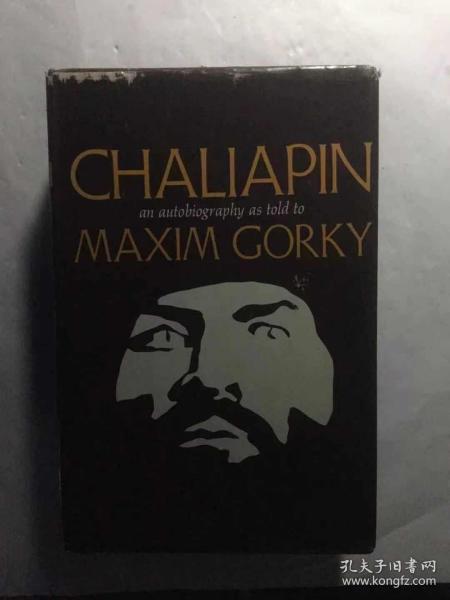 CHALIAPIN
an autobiography as told to
MAXIM GORKY
孔夫子旧书网
www.kongfz.com